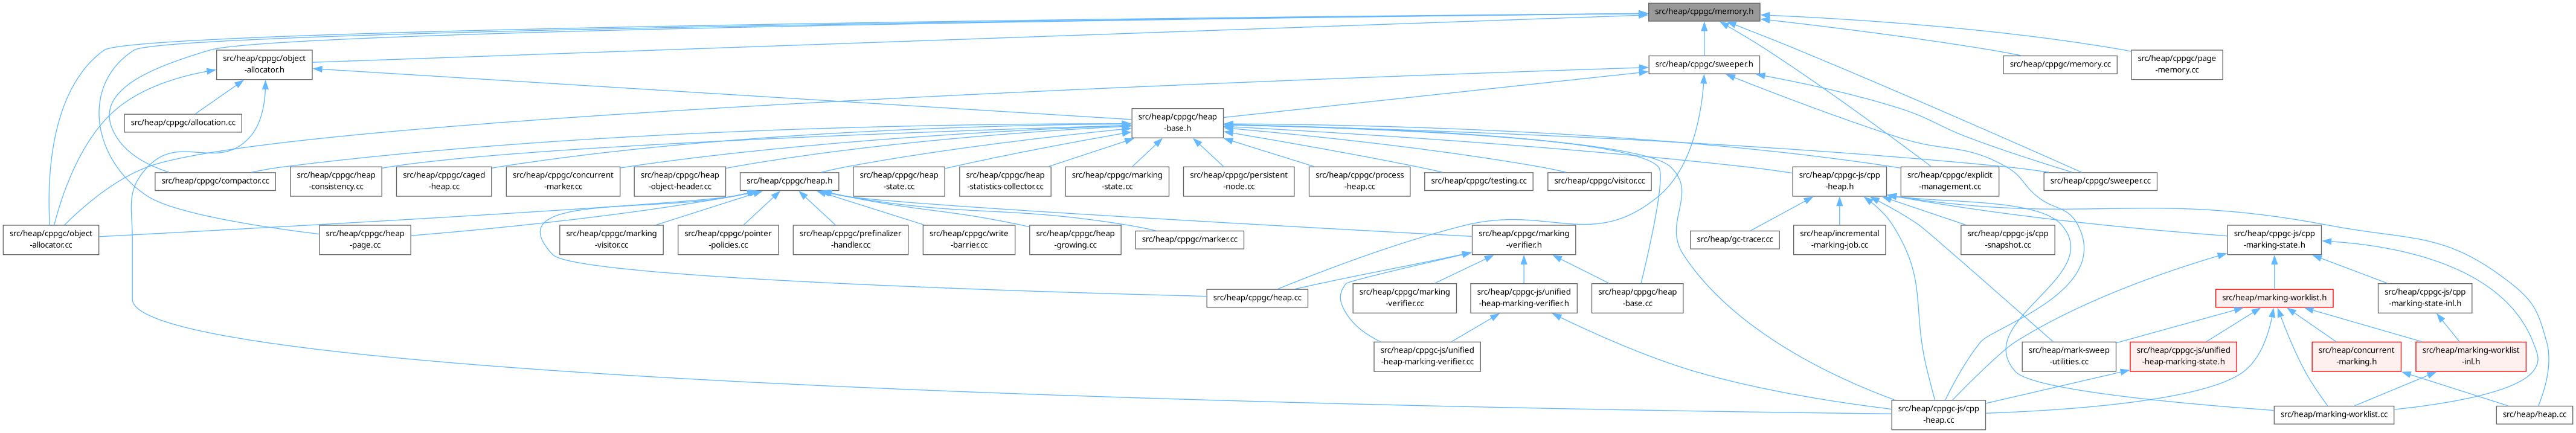 src/heap/cppgc/memory.h
src/heap/cppgc/object
-allocator.h
src/heap/cppgc/sweeper.h
src/heap/cppgc/memory.cc
src/heap/cppgc/page
-memory.cc
src/heap/cppgc/allocation.cc
src/heap/cppgc/heap
-base.h
src/heap/cppgc/compactor.cc
src/heap/cppgc/heap
-consistency.cc
src/heap/cppgc/caged
-heap.cc
src/heap/cppgc/concurrent
-marker.cc
src/heap/cppgc/heap
-object-header.cc
src/heap/cppgc/heap.h
src/heap/cppgc/heap
-state.cc
src/heap/cppgc/heap
-statistics-collector.cc
src/heap/cppgc/marking
-state.cc
src/heap/cppgc/persistent
-node.cc
src/heap/cppgc/process
-heap.cc
src/heap/cppgc/testing.cc
src/heap/cppgc/visitor.cc
src/heap/cppgc-js/cpp
-heap.h
src/heap/cppgc/explicit
-management.cc
src/heap/cppgc/sweeper.cc
src/heap/cppgc/object
-allocator.cc
src/heap/cppgc/heap
-page.cc
src/heap/cppgc/marking
-visitor.cc
src/heap/cppgc/pointer
-policies.cc
src/heap/cppgc/prefinalizer
-handler.cc
src/heap/cppgc/write
-barrier.cc
src/heap/cppgc/heap
-growing.cc
src/heap/cppgc/marker.cc
src/heap/cppgc/marking
-verifier.h
src/heap/gc-tracer.cc
src/heap/incremental
-marking-job.cc
src/heap/cppgc-js/cpp
-snapshot.cc
src/heap/cppgc-js/cpp
-marking-state.h
src/heap/cppgc/heap.cc
src/heap/cppgc/marking
-verifier.cc
src/heap/cppgc-js/unified
-heap-marking-verifier.h
src/heap/cppgc/heap
-base.cc
src/heap/marking-worklist.h
src/heap/cppgc-js/cpp
-marking-state-inl.h
src/heap/cppgc-js/unified
-heap-marking-verifier.cc
src/heap/mark-sweep
-utilities.cc
src/heap/cppgc-js/unified
-heap-marking-state.h
src/heap/concurrent
-marking.h
src/heap/marking-worklist
-inl.h
src/heap/cppgc-js/cpp
-heap.cc
src/heap/marking-worklist.cc
src/heap/heap.cc